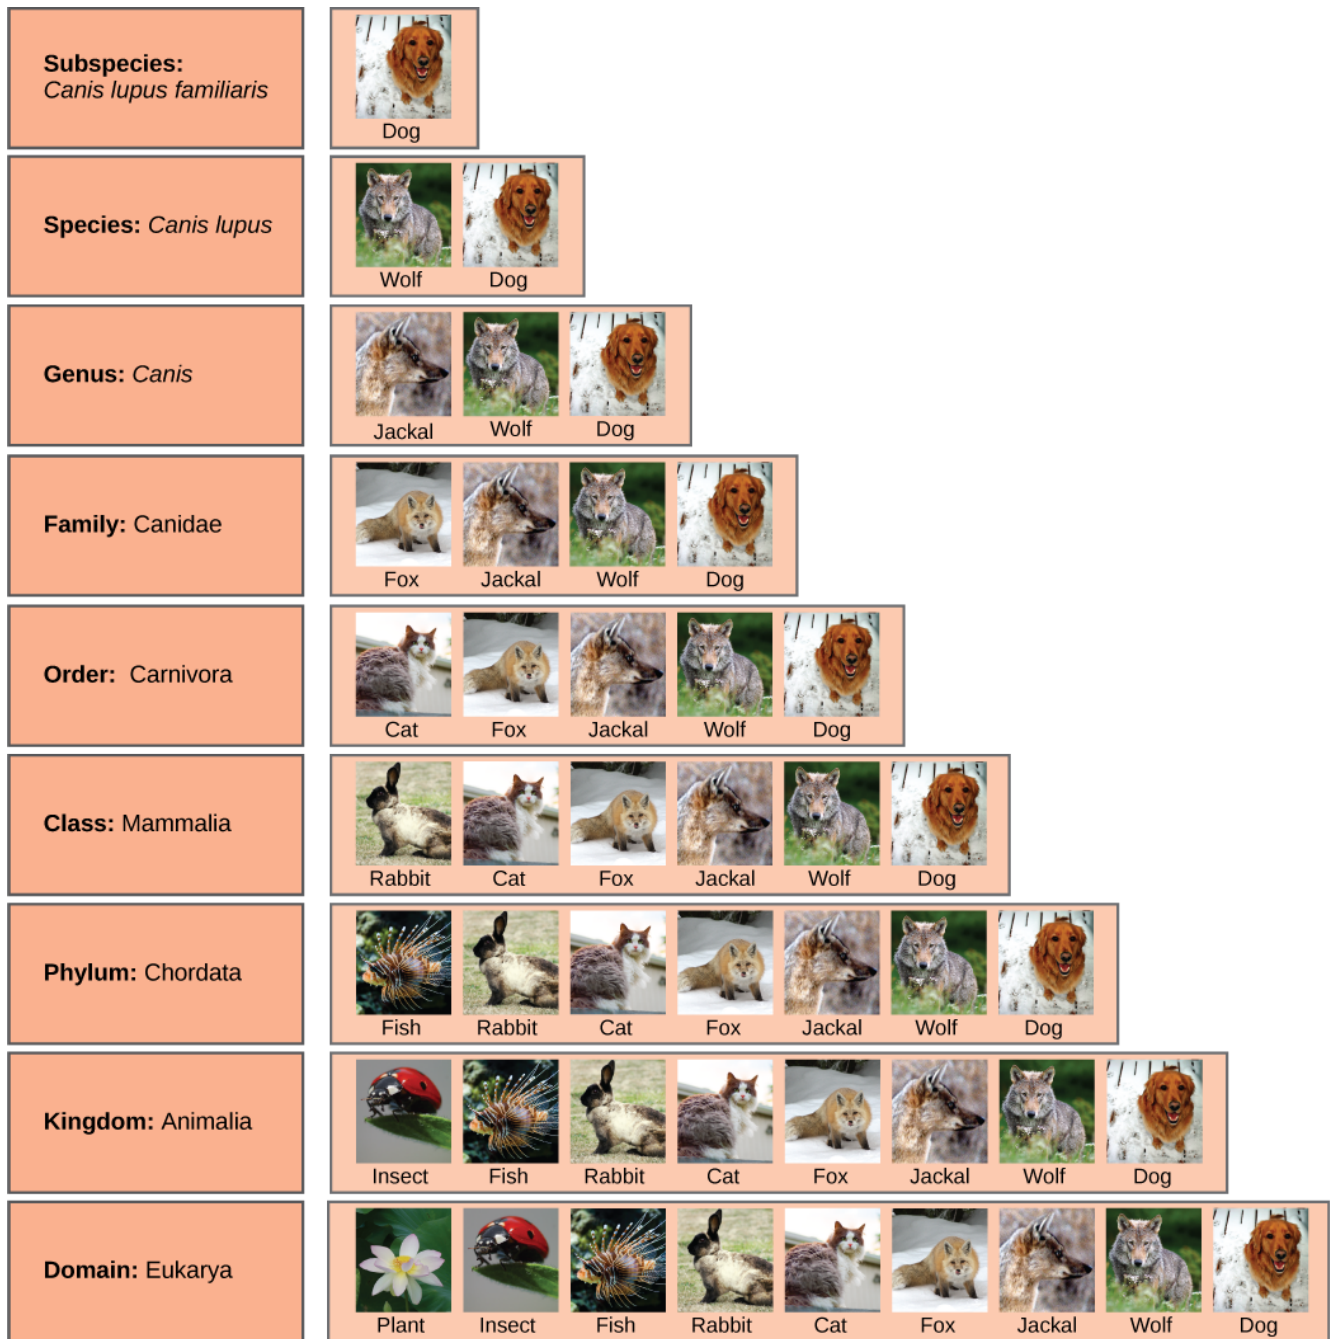 Subspecies:
Canis lupus familiaris
Dog
Species: Canis lupus
Wolf Dog
Genus: Canis
Jackal Wolf Dog
Family: Canidae
Fox Jackal Wolf Dog
Order: Carnivora
Cat Fox Jackal Wolf Dog
Class: Mammalia
Rabbit Cat Fox Jackal Wolf Dog
Phylum: Chordata
Fish Rabbit Cat Fox Jackal Wolf Dog
Kingdom: Animalia
Insect Fish Rabbit Cat Fox Jackal Wolf Dog
Domain: Eukarya
Plant Insect Fish Rabbit Cat Fox Jackal Wolf Dog